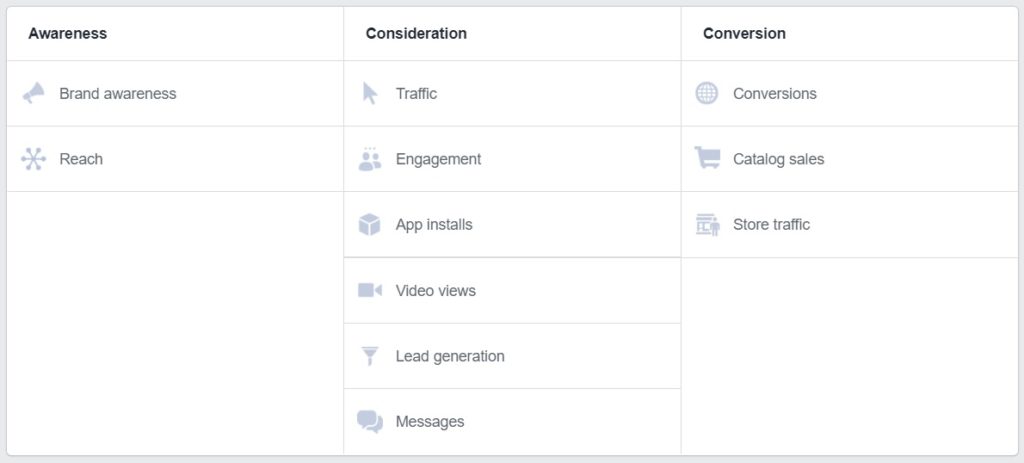 Awareness
Consideration
Conversion
Brand awareness
Traffic
Conversions
Reach
Engagement
Catalog sales
App installs
Store traffic
Video views
Lead generation
Messages